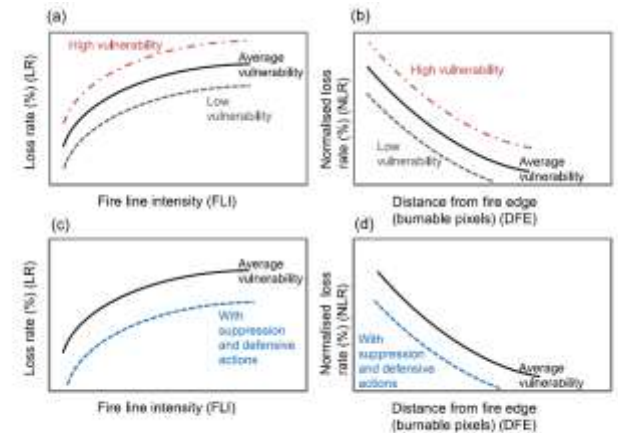 (a)
High vulnerability
Average
vulnerability
Low
vulnerability
Loss rate (%) (LR)
Fire line intensity (FLI)
(b)
High vulnerability
Low
vulnerability
Average
vulnerability
Normalised loss
rate (%) (NLR)
Distance from fire edge
(burnable pixels) (DFE)
(c)
Average
vulnerability
With
suppression
and defensive
actions
Loss rate (%) (LR)
Fire line intensity (FLI)
(d)
With
suppression
and defensive
actions
Average
vulnerability
Normalised loss
rate (%) (NLR)
Distance from fire edge
(burnable pixels) (DFE)